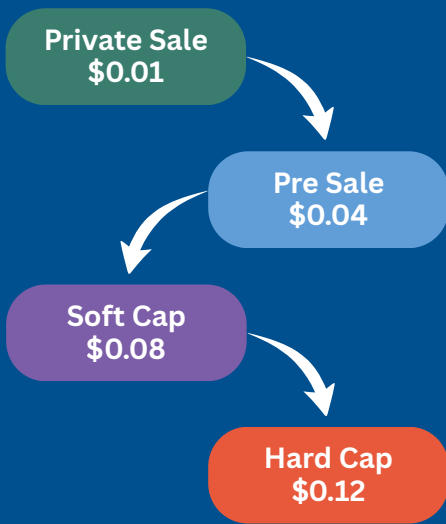 Private Sale
$0.01
Pre Sale
$0.04
Soft Cap
$0.08
Hard Cap
$0.12